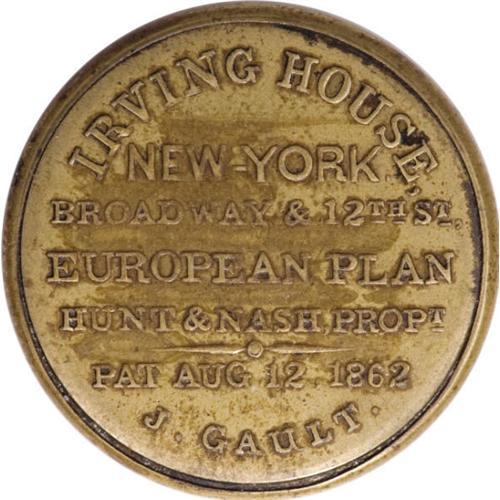 IRVING HOUSE,
NEW-YORK
BROADWAY & 12TH ST,
EUROPEAN PLAN
HUNT & NASH, PROPT
PAT AUG 12 1862
J. GAULT.